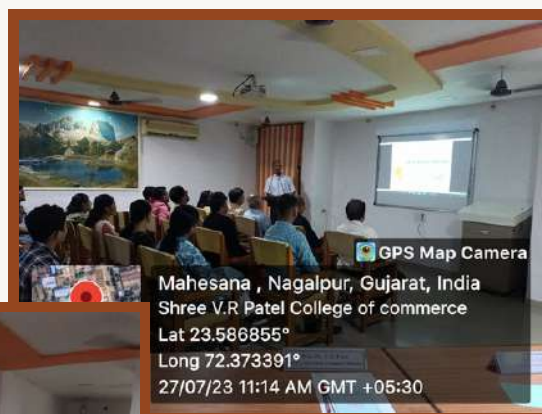 GPS Map Camera
Mahesana , Nagalpur, Gujarat, India
Shree V.R Patel College of commerce
Lat 23.586855°
Long 72.373391°
27/07/23 11:14 AM GMT +05:30